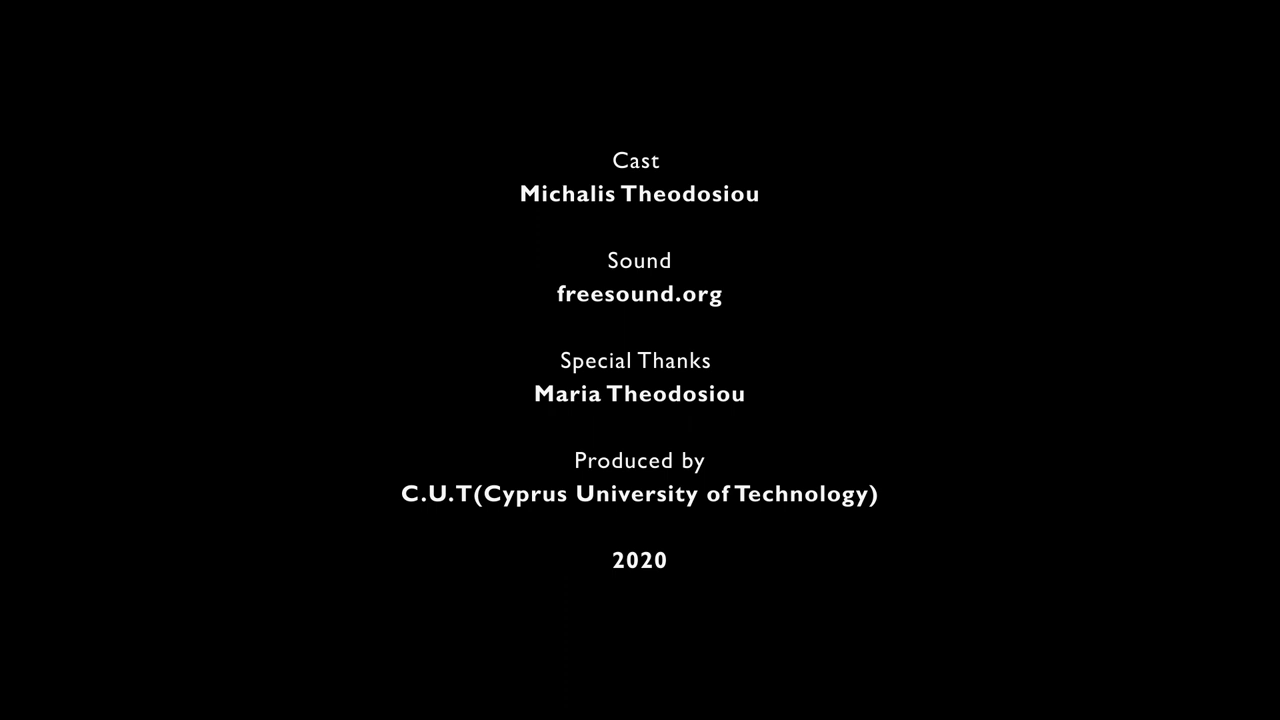 Cast
Michalis Theodosiou
Sound
freesound.org
Special Thanks
Maria Theodosiou
Produced by
C.U.T(Cyprus University of Technology)
2020